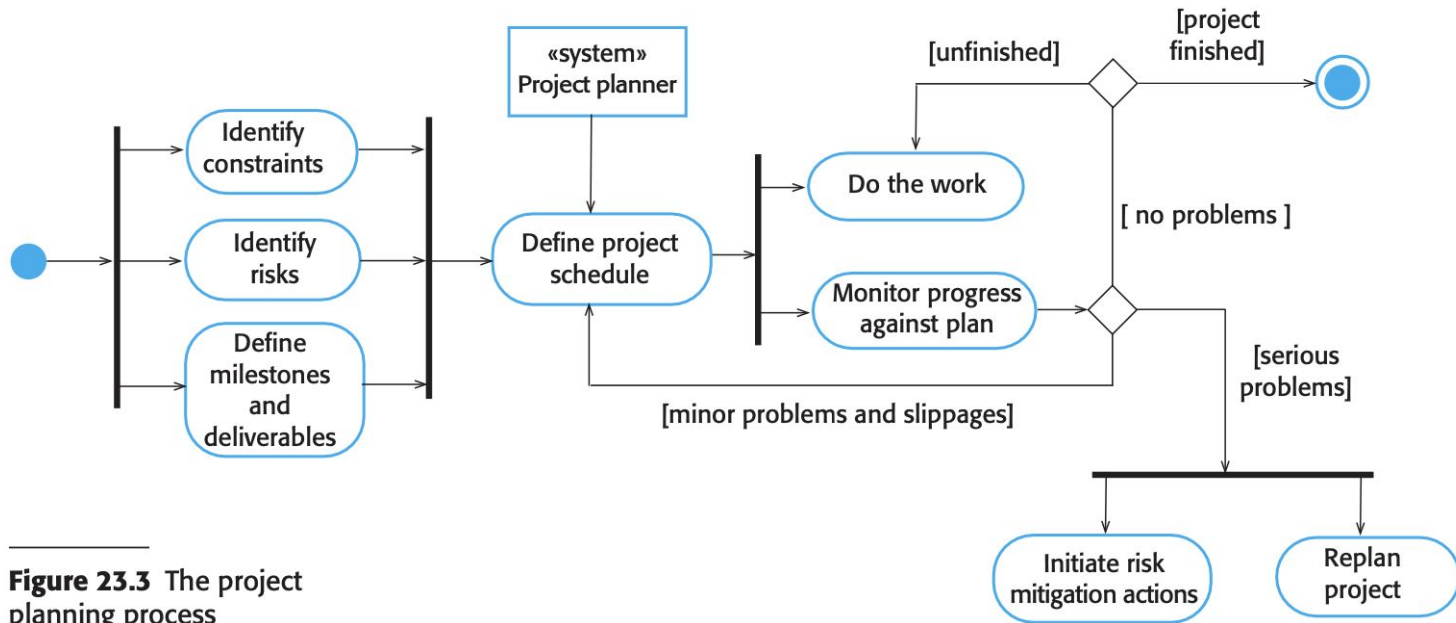 Identify
constraints
Identify
risks
Define
milestones
and
deliverables
«system»
Project planner
Define project
schedule
[unfinished]
[project
finished]
Do the work
[ no problems ]
Monitor progress
against plan
[minor problems and slippages]
[serious
problems]
Initiate risk
mitigation actions
Replan
project
Figure 23.3 The project
planning process